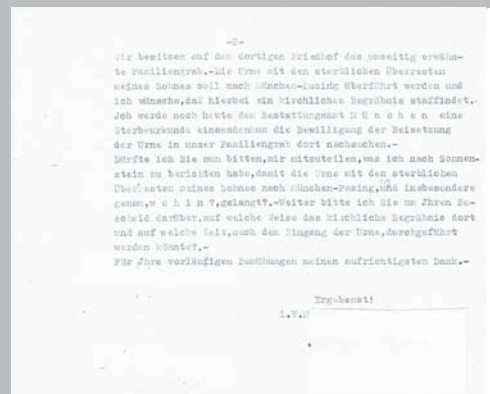 -2-
Wir besitzen auf dem dortigen Friedhof das umseitig erwähn-
te Familiengrab.-Die Urne mit den sterblichen Überresten
meines Sohnes soll nach München-Pasing überführt werden und
ich wünsche,daß hierbei ein kirchliches Begräbnis stattfindet.
Jch werde noch heute dem Bestattungsamt M ü n c h e n eine
Sterbeurkunde einsenden und die Bewilligung der Beisetzung
der Urne in unser Familiengrab dort nachsuchen.-
Dürfte ich Sie nun bitten,mir mitzuteilen,was ich nach Sonnen-
stein zu berichten habe,damit die Urne mit den sterblichen
Überresten meines Sohnes nach München-Pasing,und insbesondere
genau,w o h i n ?,gelangt?.-Weiter bitte ich Sie um Jhren Be-
scheid darüber,auf welche Weise das kirchliche Begräbnis dort
und auf welche Zeit,nach dem Eingang der Urne,durchgeführt
werden könnte?.-
Für Jhre vorläufigen Bemühungen meinen aufrichtigsten Dank.-
Ergebenst!
i.V.